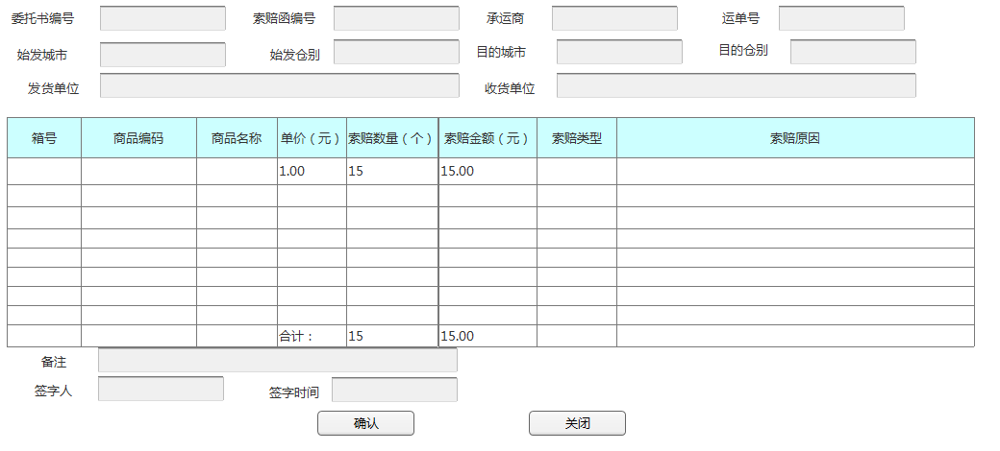 委托书编号 索赔函编号 承运商 运单号
始发城市 始发仓别 目的城市 目的仓别
发货单位 收货单位
箱号 商品编码 商品名称 单价（元） 索赔数量（个） 索赔金额（元） 索赔类型 索赔原因
1.00 15 15.00
合计： 15 15.00
备注
签字人 签字时间
确认 关闭